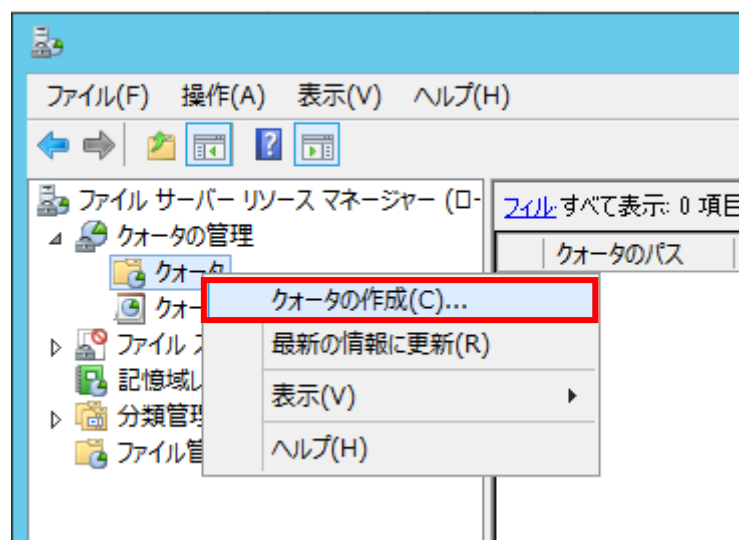 ファイル(F) 操作(A) 表示(V) ヘルプ(H)
ファイル サーバー リソース マネージャー (ロ-
クォータの管理
クォータ
クォー
ファイル
記憶域
分類管理
ファイル管
フィル すべて表示: 0 項目
クォータのパス
クォータの作成(C)...
最新の情報に更新(R)
表示(V)
ヘルプ(H)